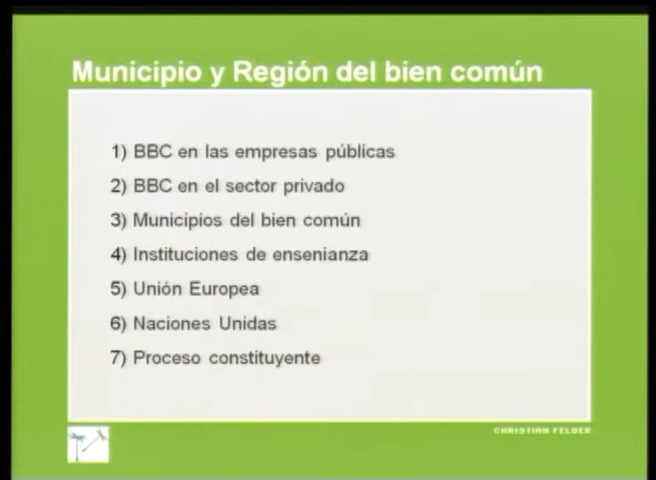 Municipio y Región del bien común
1) BBC en las empresas públicas
2) BBC en el sector privado
3) Municipios del bien común
4) Instituciones de ensenianza
5) Unión Europea
6) Naciones Unidas
7) Proceso constituyente
CHRISTIAN FELBER